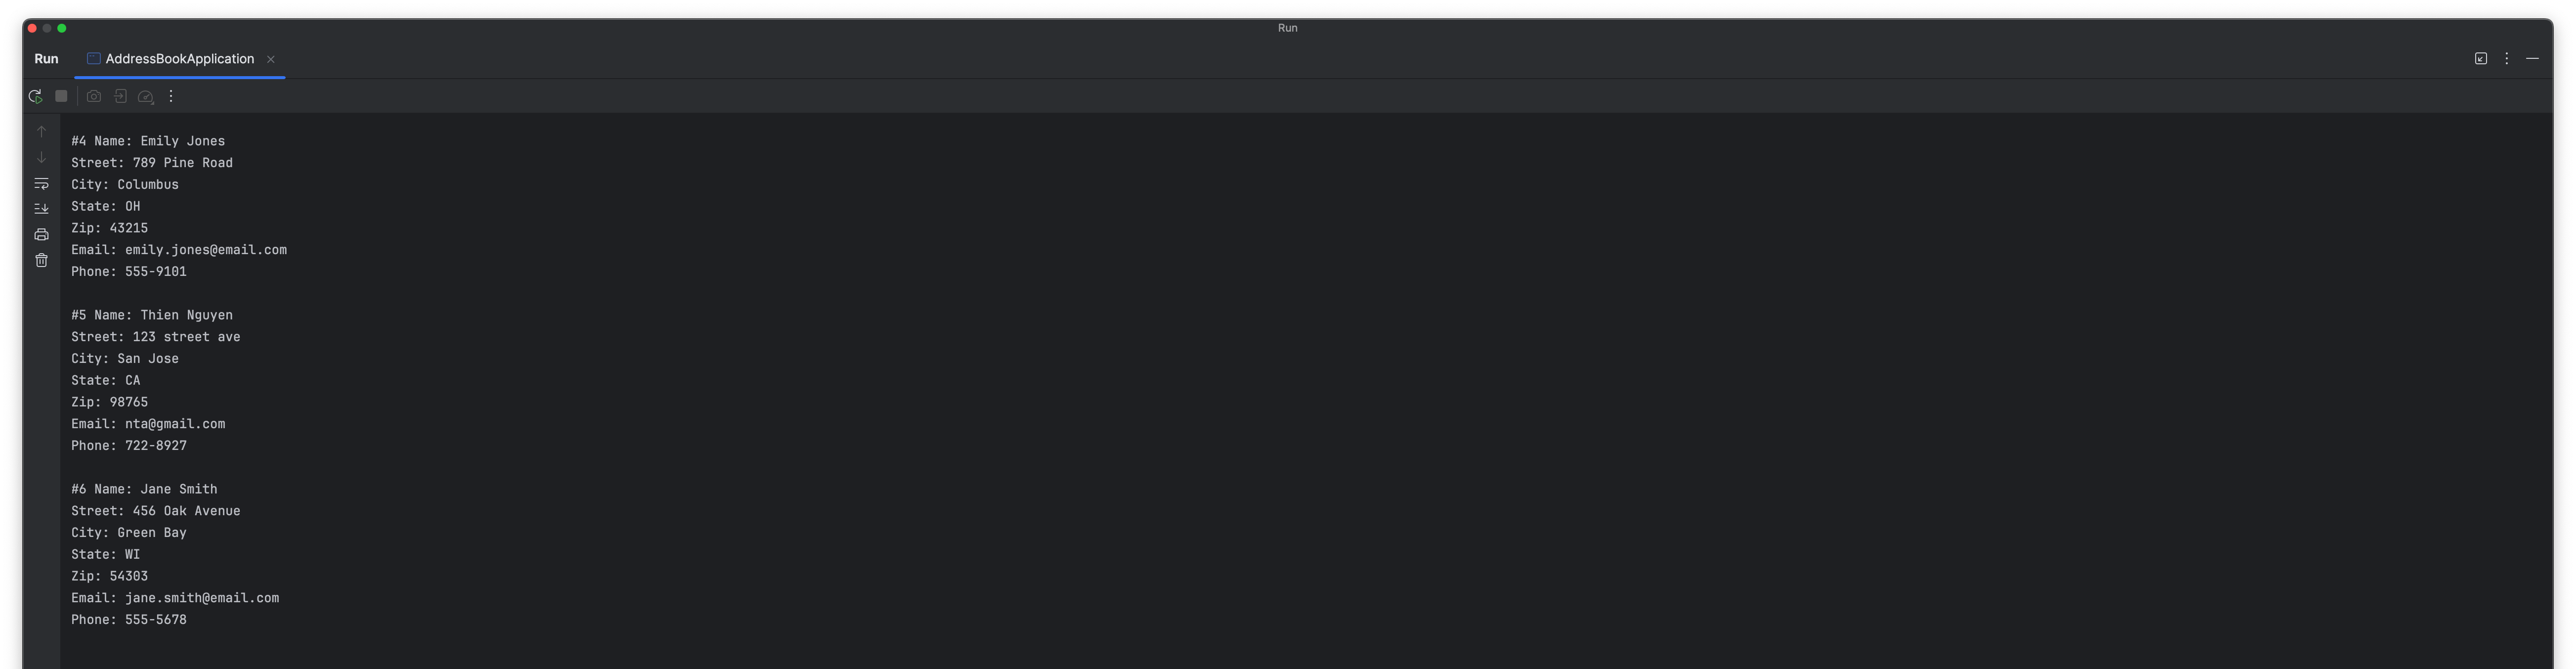 Run
Run
AddressBookApplication
#4 Name: Emily Jones
Street: 789 Pine Road
City: Columbus
State: OH
Zip: 43215
Email: emily.jones@email.com
Phone: 555-9101
#5 Name: Thien Nguyen
Street: 123 street ave
City: San Jose
State: CA
Zip: 98765
Email: nta@gmail.com
Phone: 722-8927
#6 Name: Jane Smith
Street: 456 Oak Avenue
City: Green Bay
State: WI
Zip: 54303
Email: jane.smith@email.com
Phone: 555-5678